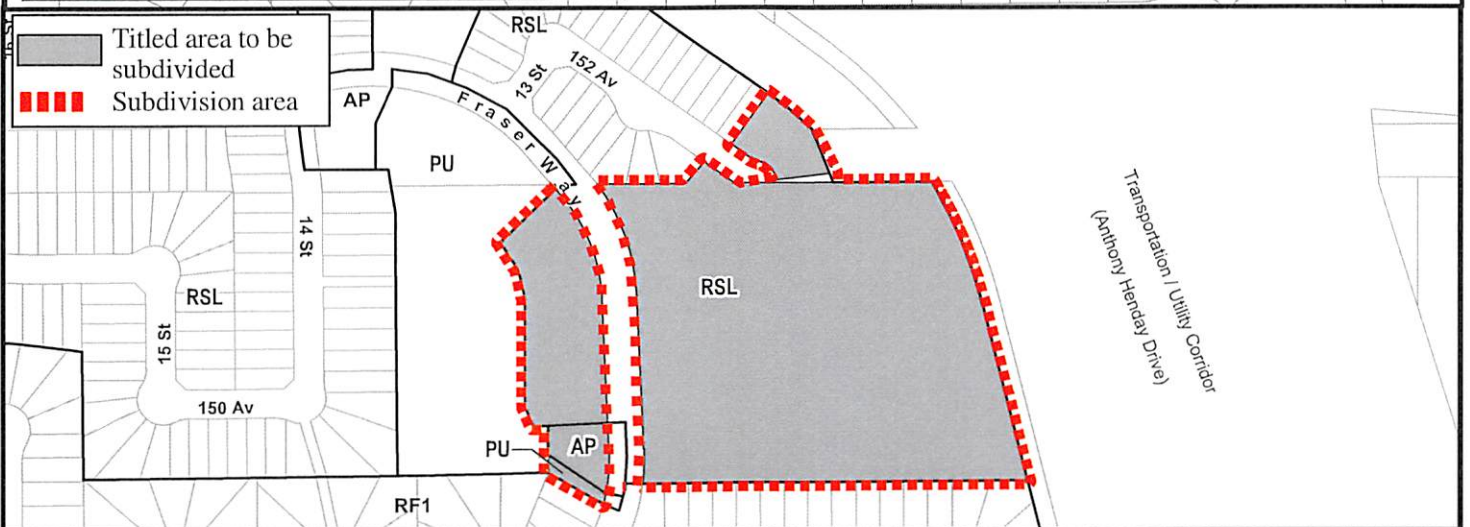 Titled area to be
subdivided
Subdivision area
RSL
152 Av
13 St
AP
Fraser Way
PU
14 St
RSL
RSL
15 St
150 Av
PU
AP
RF1
Transportation / Utility Corridor
(Anthony Henday Drive)